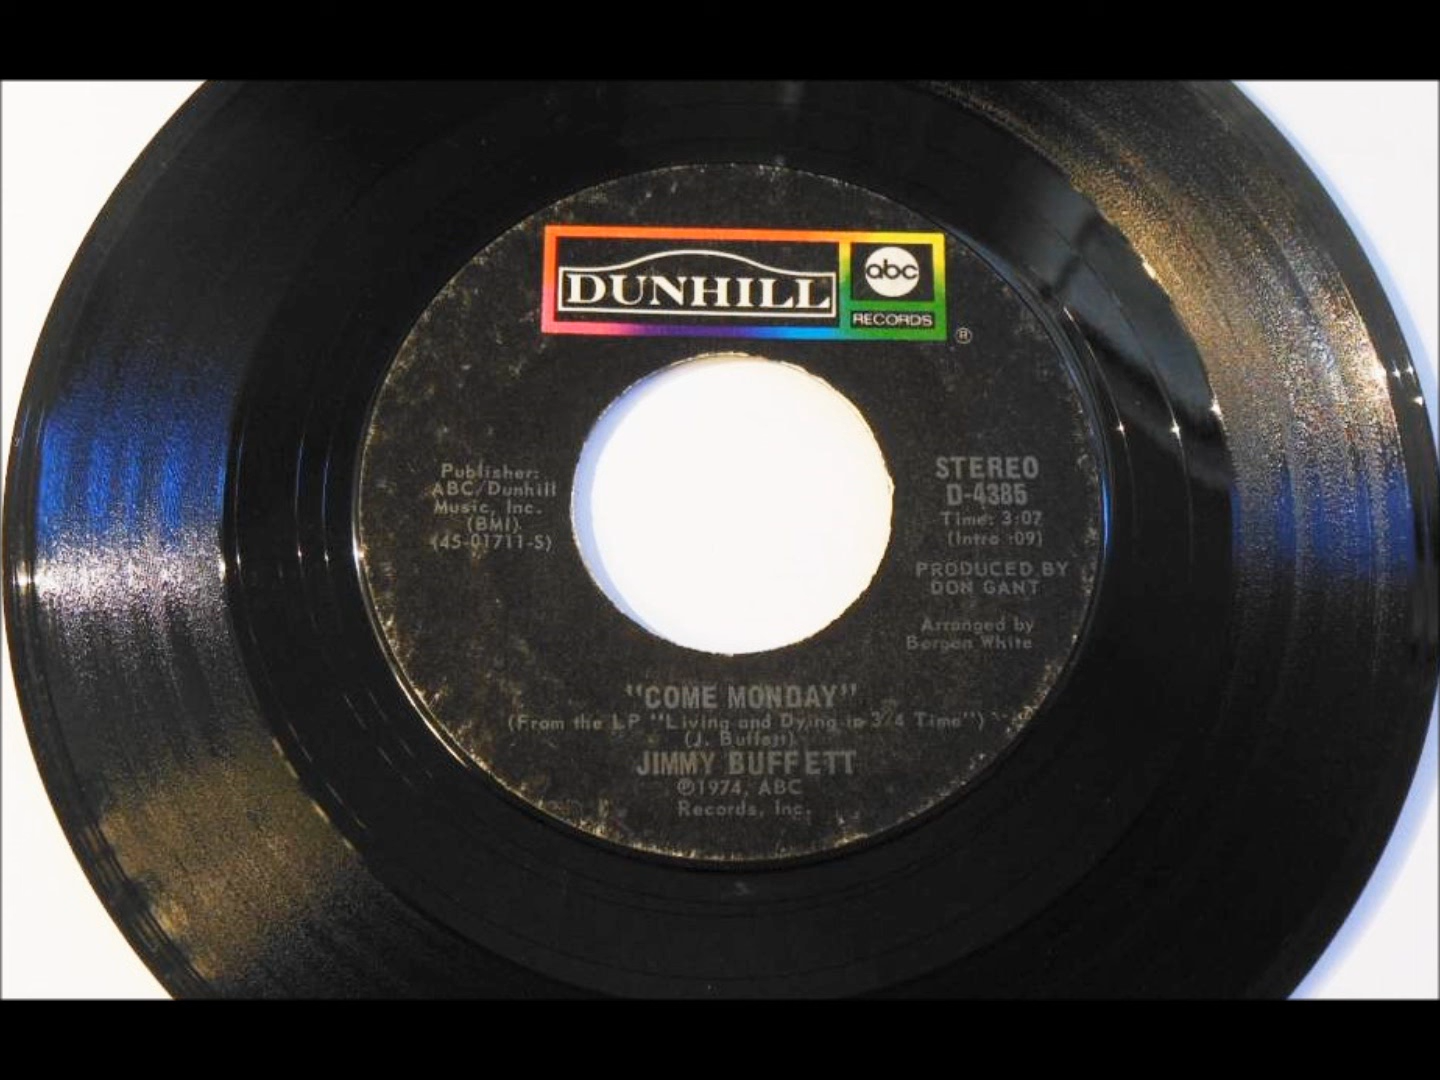 DUNHILL
abc
RECORDS
®
Publisher:
ABC/Dunhill
Music, Inc.
(BMI)
(45-01711-S)
STEREO
D-4385
Time: 3:07
(Intro :09)
PRODUCED BY
DON GANT
Arranged by
Bergen White
"COME MONDAY"
(From the LP "Living and Dying in 3/4 Time")
(J. Buffett)
JIMMY BUFFETT
℗1974, ABC
Records, Inc.